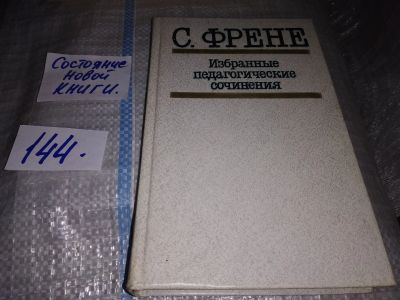 Состояние
новой
книги.
144.
С. ФРЕНЕ
Избранные
педагогические
сочинения